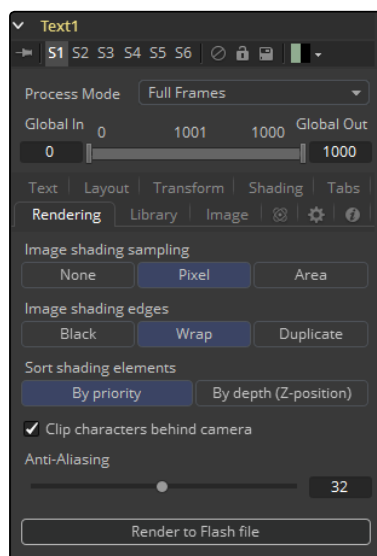 Text1
S1 S2 S3 S4 S5 S6
Process Mode Full Frames
Global In 0 1001 1000 Global Out
0 1000
Text Layout Transform Shading Tabs
Rendering Library Image
Image shading sampling
None Pixel Area
Image shading edges
Black Wrap Duplicate
Sort shading elements
By priority By depth (Z-position)
Clip characters behind camera
Anti-Aliasing
32
Render to Flash file